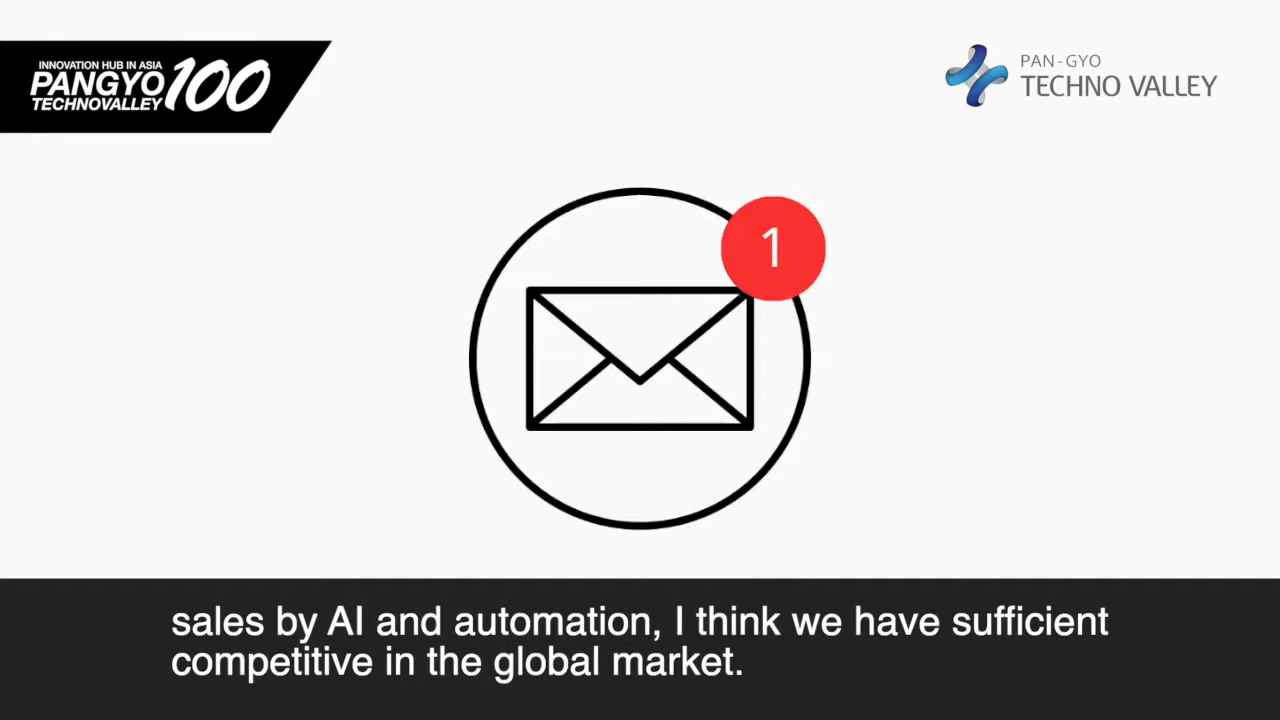 INNOVATION HUB IN ASIA
PANGYO 100
TECHNOVALLEY
PAN-GYO
TECHNO VALLEY
1
sales by AI and automation, I think we have sufficient
competitive in the global market.